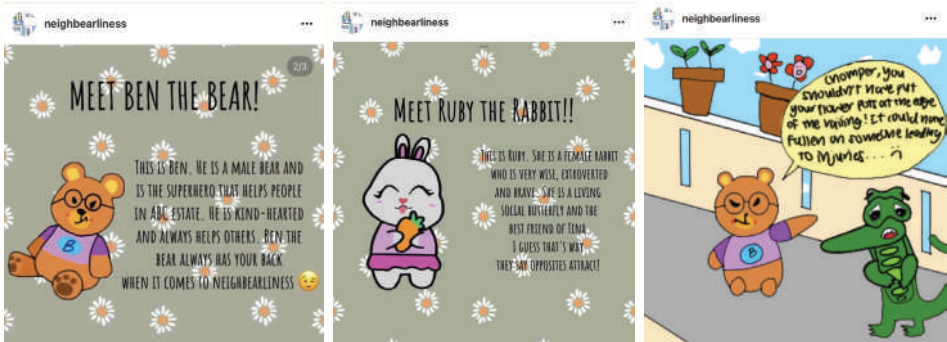 neighbearliness
2/3
MEET BEN THE BEAR!
THIS IS BEN. HE IS A MALE BEAR AND
IS THE SUPERHERO THAT HELPS PEOPLE
IN ABC ESTATE. HE IS KIND-HEARTED
AND ALWAYS HELPS OTHERS. BEN THE
BEAR ALWAYS HAS YOUR BACK
WHEN IT COMES TO NEIGHBEARLINESS
B
neighbearliness
MEET RUBY THE RABBIT!!
THIS IS RUBY. SHE IS A FEMALE RABBIT
WHO IS VERY WISE, EXTROVERTED
AND BRAVE. SHE IS A LIVING
SOCIAL BUTTERFLY AND THE
BEST FRIEND OF TINA.
I GUESS THAT'S WHY
THEY SAY OPPOSITES ATTRACT!
neighbearliness
Chomper, you
shouldn't have put
your flower pots at the edge
of the railing! It could have
fallen on someone leading
to injuries... :(
B